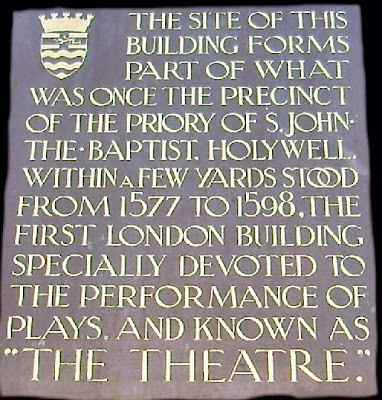 THE SITE OF THIS
BUILDING FORMS
PART OF WHAT
WAS ONCE THE PRECINCT
OF THE PRIORY OF S. JOHN·
THE·BAPTIST, HOLYWELL.
WITHIN A FEW YARDS STOOD
FROM 1577 TO 1598, THE
FIRST LONDON BUILDING
SPECIALLY DEVOTED TO
THE PERFORMANCE OF
PLAYS, AND KNOWN AS
"THE THEATRE."